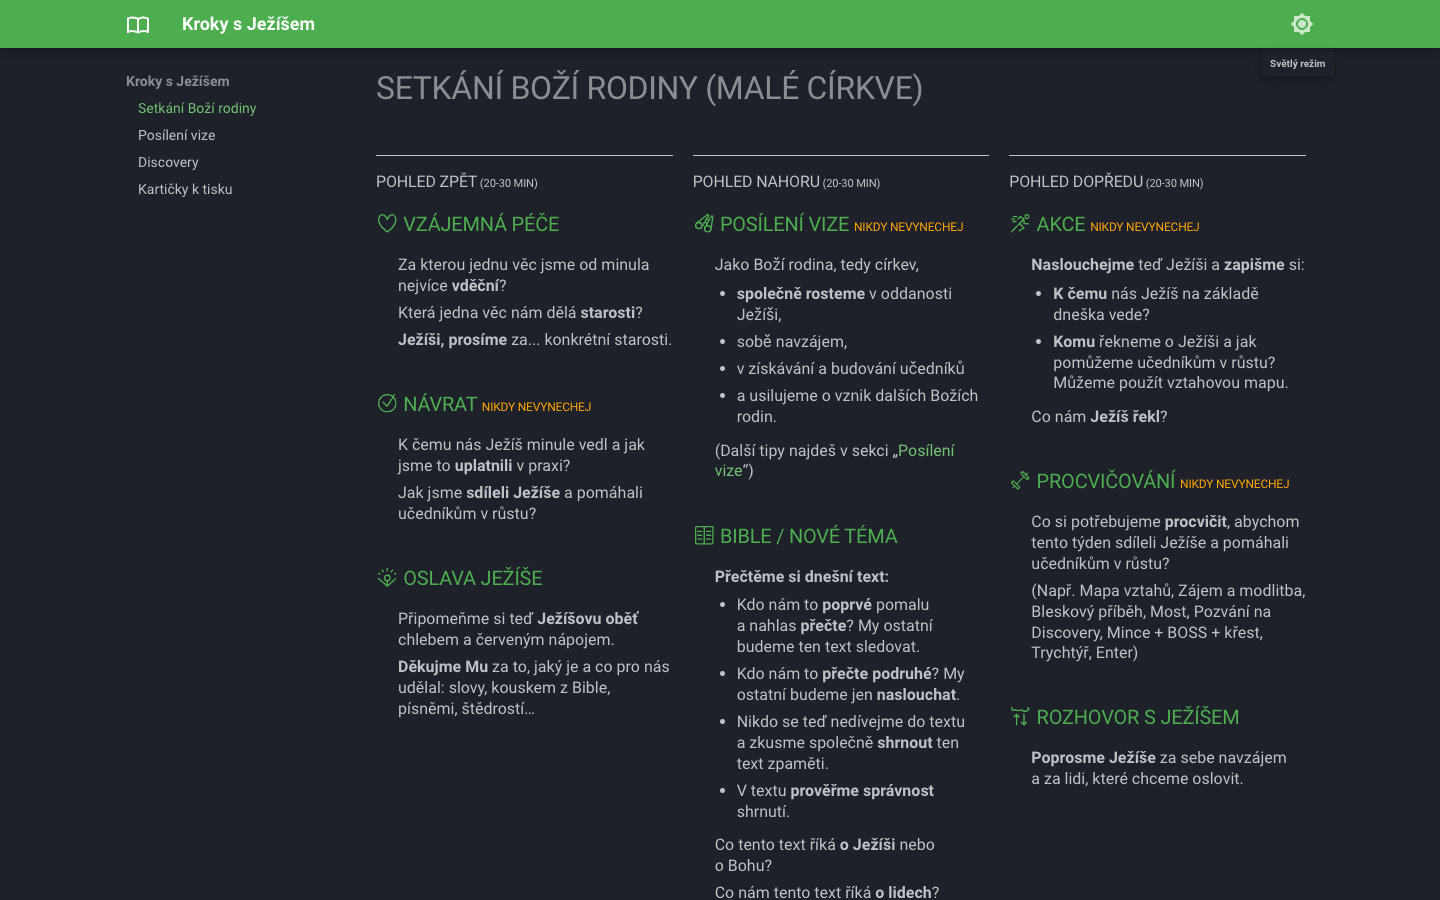 Kroky s Ježíšem
Světlý režim
Kroky s Ježíšem
Setkání Boží rodiny
Posílení vize
Discovery
Kartičky k tisku
SETKÁNÍ BOŽÍ RODINY (MALÉ CÍRKVE)
POHLED ZPĚT (20-30 MIN)
VZÁJEMNÁ PÉČE
Za kterou jednu věc jsme od minula
nejvíce vděční?
Která jedna věc nám dělá starosti?
Ježíši, prosíme za... konkrétní starosti.
NÁVRAT NIKDY NEVYNECHEJ
K čemu nás Ježíš minule vedl a jak
jsme to uplatnili v praxi?
Jak jsme sdíleli Ježíše a pomáhali
učedníkům v růstu?
OSLAVA JEŽÍŠE
Připomeňme si teď Ježíšovu oběť
chlebem a červeným nápojem.
Děkujme Mu za to, jaký je a co pro nás
udělal: slovy, kouskem z Bible,
písněmi, štědrostí…
POHLED NAHORU (20-30 MIN)
POSÍLENÍ VIZE NIKDY NEVYNECHEJ
Jako Boží rodina, tedy církev,
• společně rosteme v oddanosti
Ježíši,
• sobě navzájem,
• v získávání a budování učedníků
• a usilujeme o vznik dalších Božích
rodin.
(Další tipy najdeš v sekci „Posílení
vize“)
BIBLE / NOVÉ TÉMA
Přečtěme si dnešní text:
• Kdo nám to poprvé pomalu
a nahlas přečte? My ostatní
budeme ten text sledovat.
• Kdo nám to přečte podruhé? My
ostatní budeme jen naslouchat.
• Nikdo se teď nedívejme do textu
a zkusme společně shrnout ten
text zpaměti.
• V textu prověřme správnost
shrnutí.
Co tento text říká o Ježíši nebo
o Bohu?
Co nám tento text říká o lidech?
POHLED DOPŘEDU (20-30 MIN)
AKCE NIKDY NEVYNECHEJ
Naslouchejme teď Ježíši a zapišme si:
• K čemu nás Ježíš na základě
dneška vede?
• Komu řekneme o Ježíši a jak
pomůžeme učedníkům v růstu?
Můžeme použít vztahovou mapu.
Co nám Ježíš řekl?
PROCVIČOVÁNÍ NIKDY NEVYNECHEJ
Co si potřebujeme procvičit, abychom
tento týden sdíleli Ježíše a pomáhali
učedníkům v růstu?
(Např. Mapa vztahů, Zájem a modlitba,
Bleskový příběh, Most, Pozvání na
Discovery, Mince + BOSS + křest,
Trychtýř, Enter)
ROZHOVOR S JEŽÍŠEM
Poprosme Ježíše za sebe navzájem
a za lidi, které chceme oslovit.